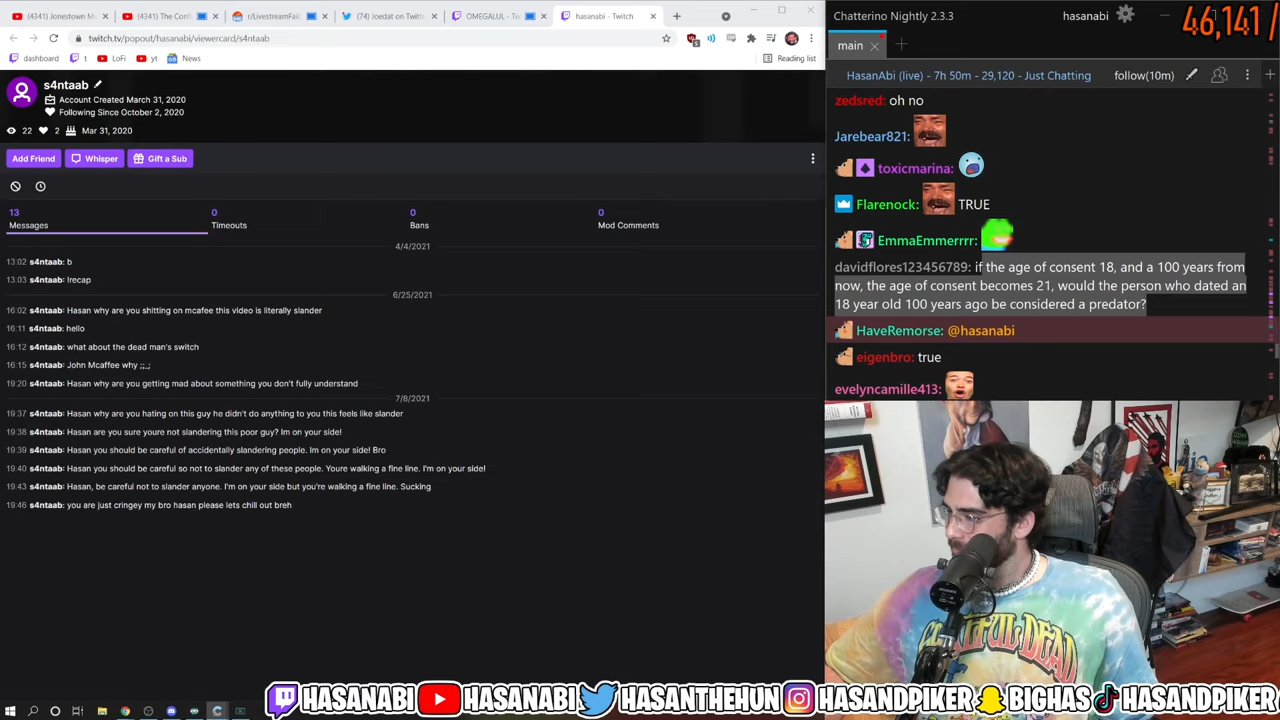 (4341) Jonestown M
(4341) The Conf
r/LivestreamFail
(74) Joedat on Twitte
OMEGALUL - Tw
hasanabi - Twitch
twitch.tv/popout/hasanabi/viewercard/s4ntaab
dashboard
t
LoFi
yt
News
Reading list
s4ntaab
Account Created March 31, 2020
Following Since October 2, 2020
22
2
Mar 31, 2020
Add Friend
Whisper
Gift a Sub
13
0
0
0
Messages
Timeouts
Bans
Mod Comments
4/4/2021
13:02 s4ntaab: b
13:03 s4ntaab: !recap
6/25/2021
16:02 s4ntaab: Hasan why are you shitting on mcafee this video is literally slander
16:11 s4ntaab: hello
16:12 s4ntaab: what about the dead man's switch
16:15 s4ntaab: John Mcaffee why ;;_;
19:20 s4ntaab: Hasan why are you getting mad about something you don't fully understand
7/8/2021
19:37 s4ntaab: Hasan why are you hating on this guy he didn't do anything to you this feels like slander
19:38 s4ntaab: Hasan are you sure youre not slandering this poor guy? Im on your side!
19:39 s4ntaab: Hasan you should be careful of accidentally slandering people. Im on your side! Bro
19:40 s4ntaab: Hasan you should be careful so not to slander any of these people. Youre walking a fine line. I'm on your side!
19:43 s4ntaab: Hasan, be careful not to slander anyone. I'm on your side but you're walking a fine line. Sucking
19:46 s4ntaab: you are just cringey my bro hasan please lets chill out breh
Chatterino Nightly 2.3.3
hasanabi
46,141 /
main
HasanAbi (live) - 7h 50m - 29,120 - Just Chatting
follow(10m)
zedsred: oh no
Jarebear821:
toxicmarina:
Flarenock: TRUE
EmmaEmmerrrr:
davidflores123456789: if the age of consent 18, and a 100 years from
now, the age of consent becomes 21, would the person who dated an
18 year old 100 years ago be considered a predator?
HaveRemorse: @hasanabi
eigenbro: true
evelyncamille413:
GRATEFUL DEAD
HASANABI
HASANABI
HASANTHEHUN
HASANDPIKER
BIGHAS
HASANDPIKER